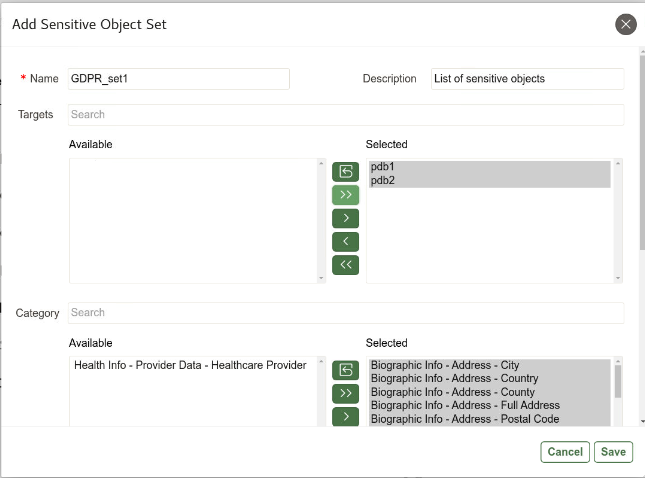 Add Sensitive Object Set
* Name GDPR_set1 Description List of sensitive objects
Targets Search
Available Selected
pdb1
pdb2
>>
>
<
<<
Category Search
Available Selected
Health Info - Provider Data - Healthcare Provider Biographic Info - Address - City
Biographic Info - Address - Country
>> Biographic Info - Address - County
Biographic Info - Address - Full Address
> Biographic Info - Address - Postal Code
Cancel Save